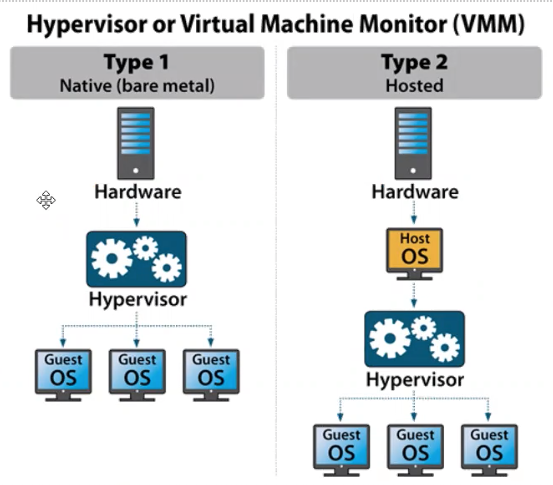 Hypervisor or Virtual Machine Monitor (VMM)
Type 1
Native (bare metal)
Hardware
Hypervisor
Guest
OS
Guest
OS
Guest
OS
Type 2
Hosted
Hardware
Host
OS
Hypervisor
Guest
OS
Guest
OS
Guest
OS